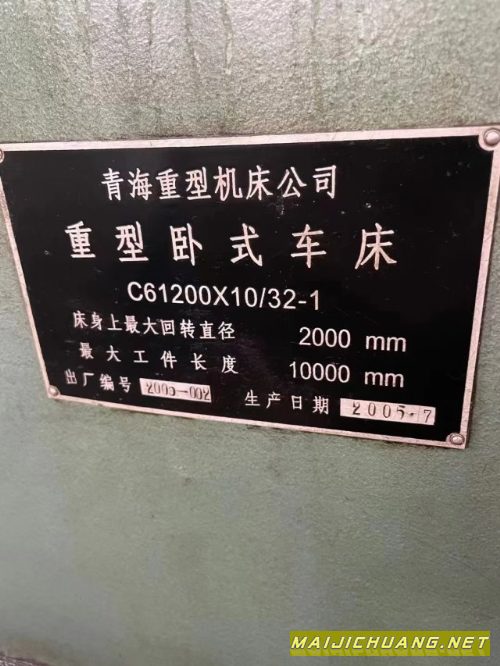 青海重型机床公司
重型卧式车床
C61200X10/32-1
床身上最大回转直径 2000 mm
最大工件长度 10000 mm
出厂编号 2005-002 生产日期 2005-7
MAIJICHUANG.NET